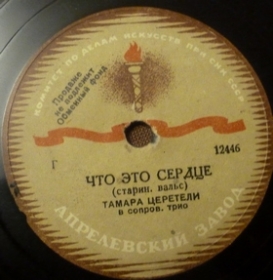 КОМИТЕТ ПО ДЕЛАМ ИСКУССТВ ПРИ СНК СССР
Продаже
не подлежит
Обменный фонд
Г
12446
ЧТО ЭТО СЕРДЦЕ
(старин. вальс)
ТАМАРА ЦЕРЕТЕЛИ
в сопров. трио
АПРЕЛЕВСКИЙ ЗАВОД